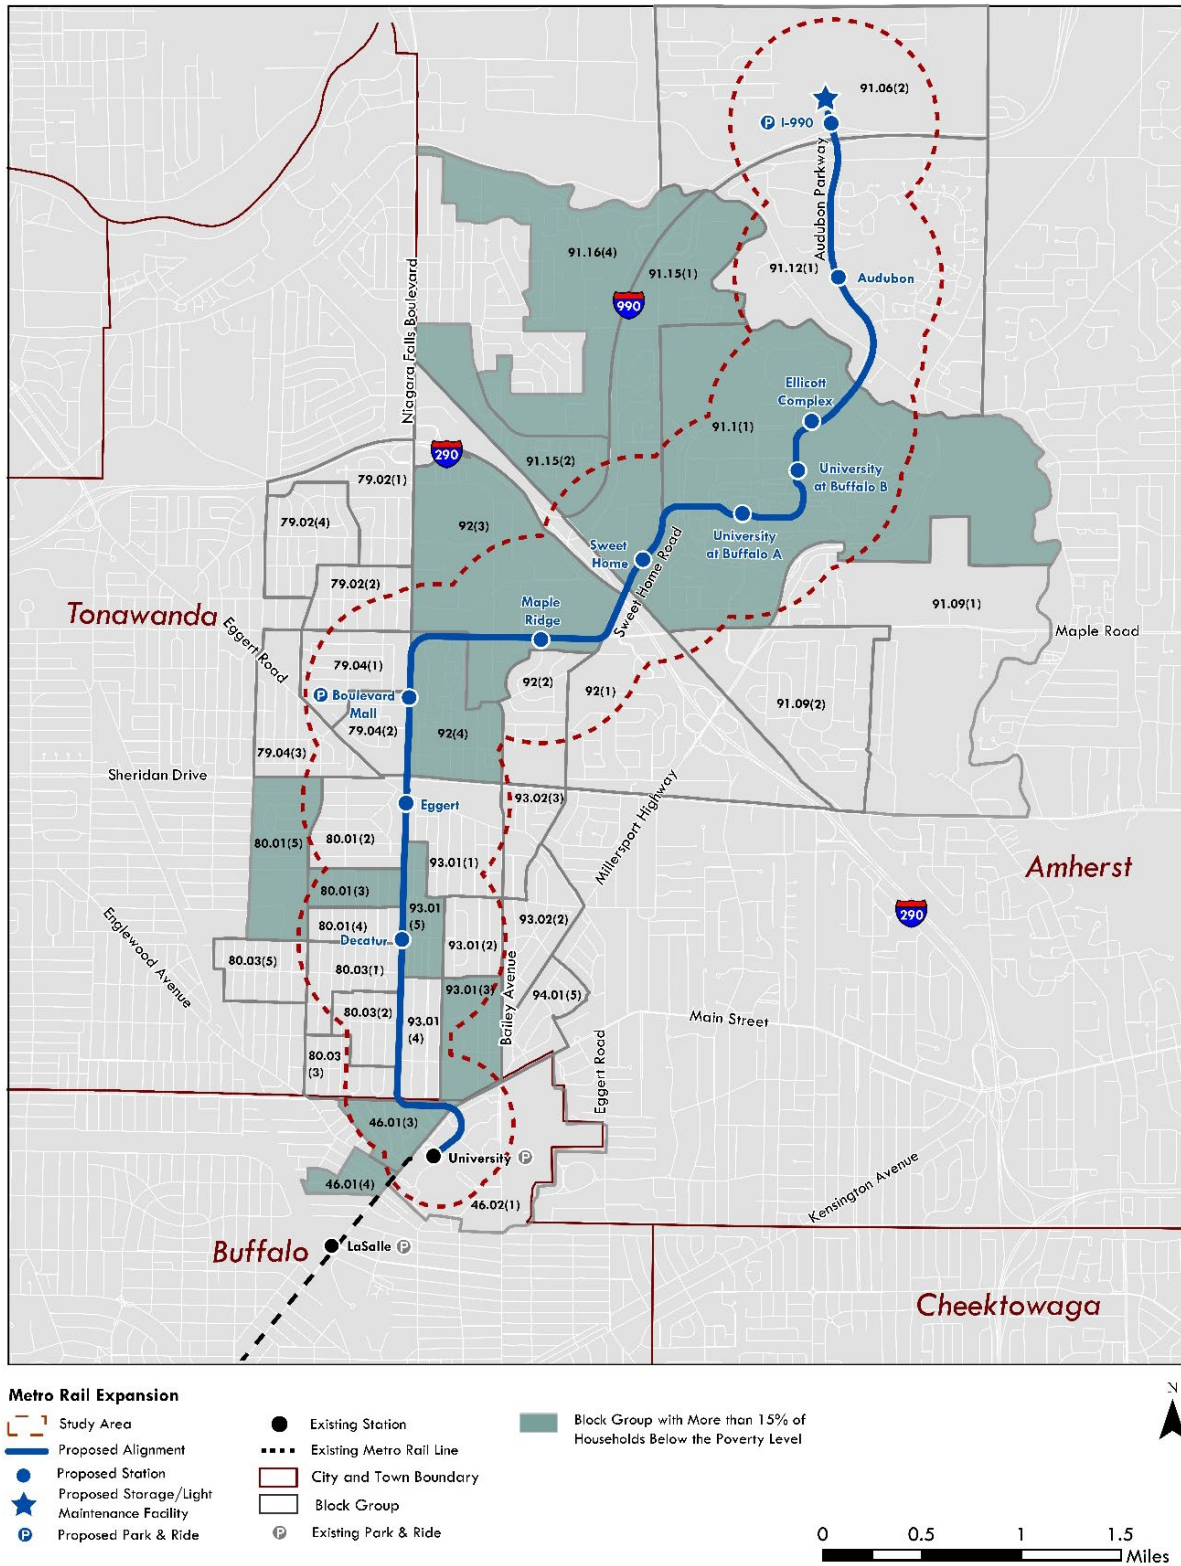 91.06(2)
I-990
Audubon Parkway
91.16(4)
91.15(1)
91.12(1)
Audubon
990
Niagara Falls Boulevard
Ellicott
Complex
91.1(1)
290
91.15(2)
University
at Buffalo B
79.02(1)
79.02(4)
92(3)
University
at Buffalo A
Sweet
Home
Sweet Home Road
79.02(2)
Tonawanda
Maple
Ridge
91.09(1)
Eggert Road
Maple Road
79.04(1)
P
Boulevard
Mall
92(2)
92(1)
91.09(2)
79.04(2)
92(4)
79.04(3)
Sheridan Drive
Eggert
93.02(3)
Millersport Highway
80.01(5)
80.01(2)
93.01(1)
Amherst
80.01(3)
93.01
(5)
290
Englewood Avenue
80.01(4)
93.02(2)
Decatur
93.01(2)
80.03(5)
80.03(1)
93.01(3)
94.01(5)
Bailey Avenue
80.03(2)
93.01
(4)
Main Street
80.03
(3)
Eggert Road
46.01(3)
University
P
46.01(4)
46.02(1)
Kensington Avenue
Buffalo
LaSalle
P
Cheektowaga
Metro Rail Expansion
Study Area
Proposed Alignment
Proposed Station
Proposed Storage/Light
Maintenance Facility
P
Proposed Park & Ride
Existing Station
Existing Metro Rail Line
City and Town Boundary
Block Group
P
Existing Park & Ride
Block Group with More than 15% of
Households Below the Poverty Level
N
0 0.5 1 1.5
Miles